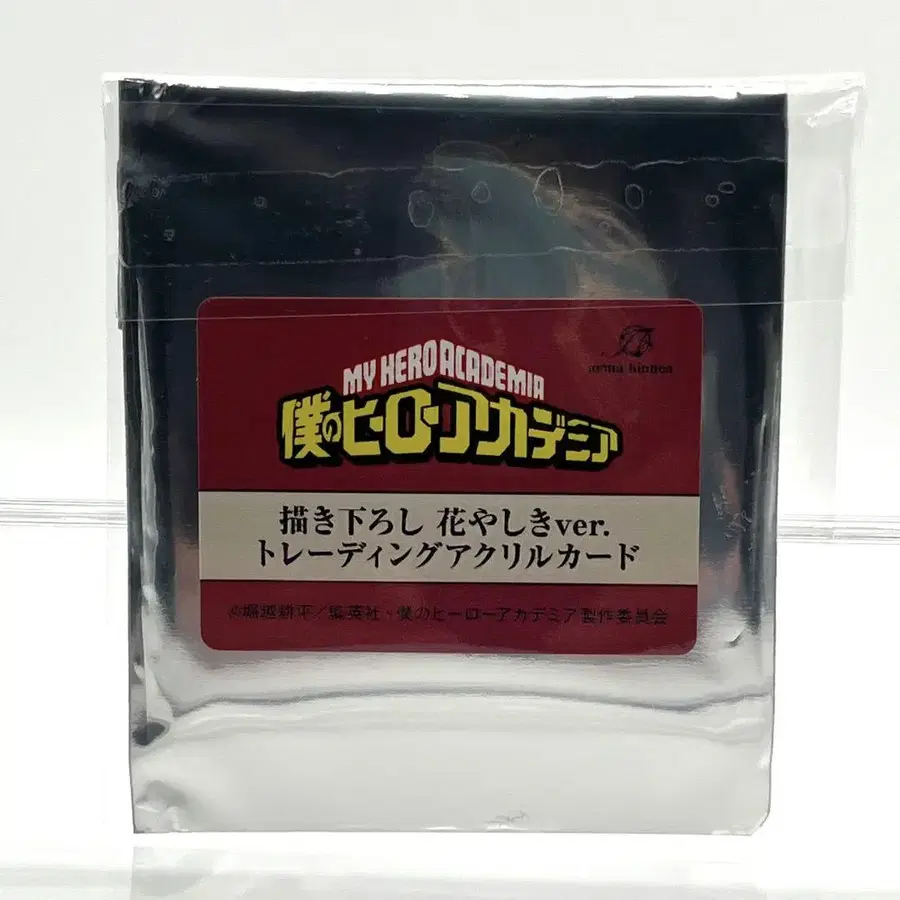 arma bianca
MY HERO ACADEMIA
僕のヒーローアカデミア
描き下ろし 花やしきver.
トレーディングアクリルカード
©堀越耕平/集英社・僕のヒーローアカデミア製作委員会